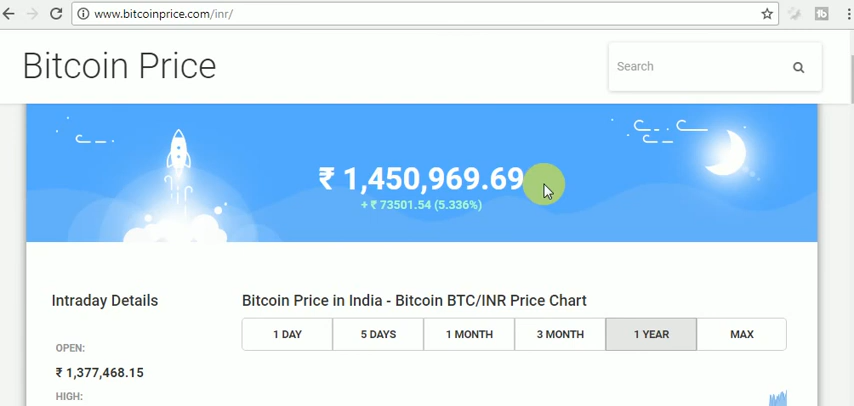 www.bitcoinprice.com/inr/
Bitcoin Price
Search
₹ 1,450,969.69
+ ₹ 73501.54 (5.336%)
Intraday Details
Bitcoin Price in India - Bitcoin BTC/INR Price Chart
1 DAY 5 DAYS 1 MONTH 3 MONTH 1 YEAR MAX
OPEN:
₹ 1,377,468.15
HIGH: